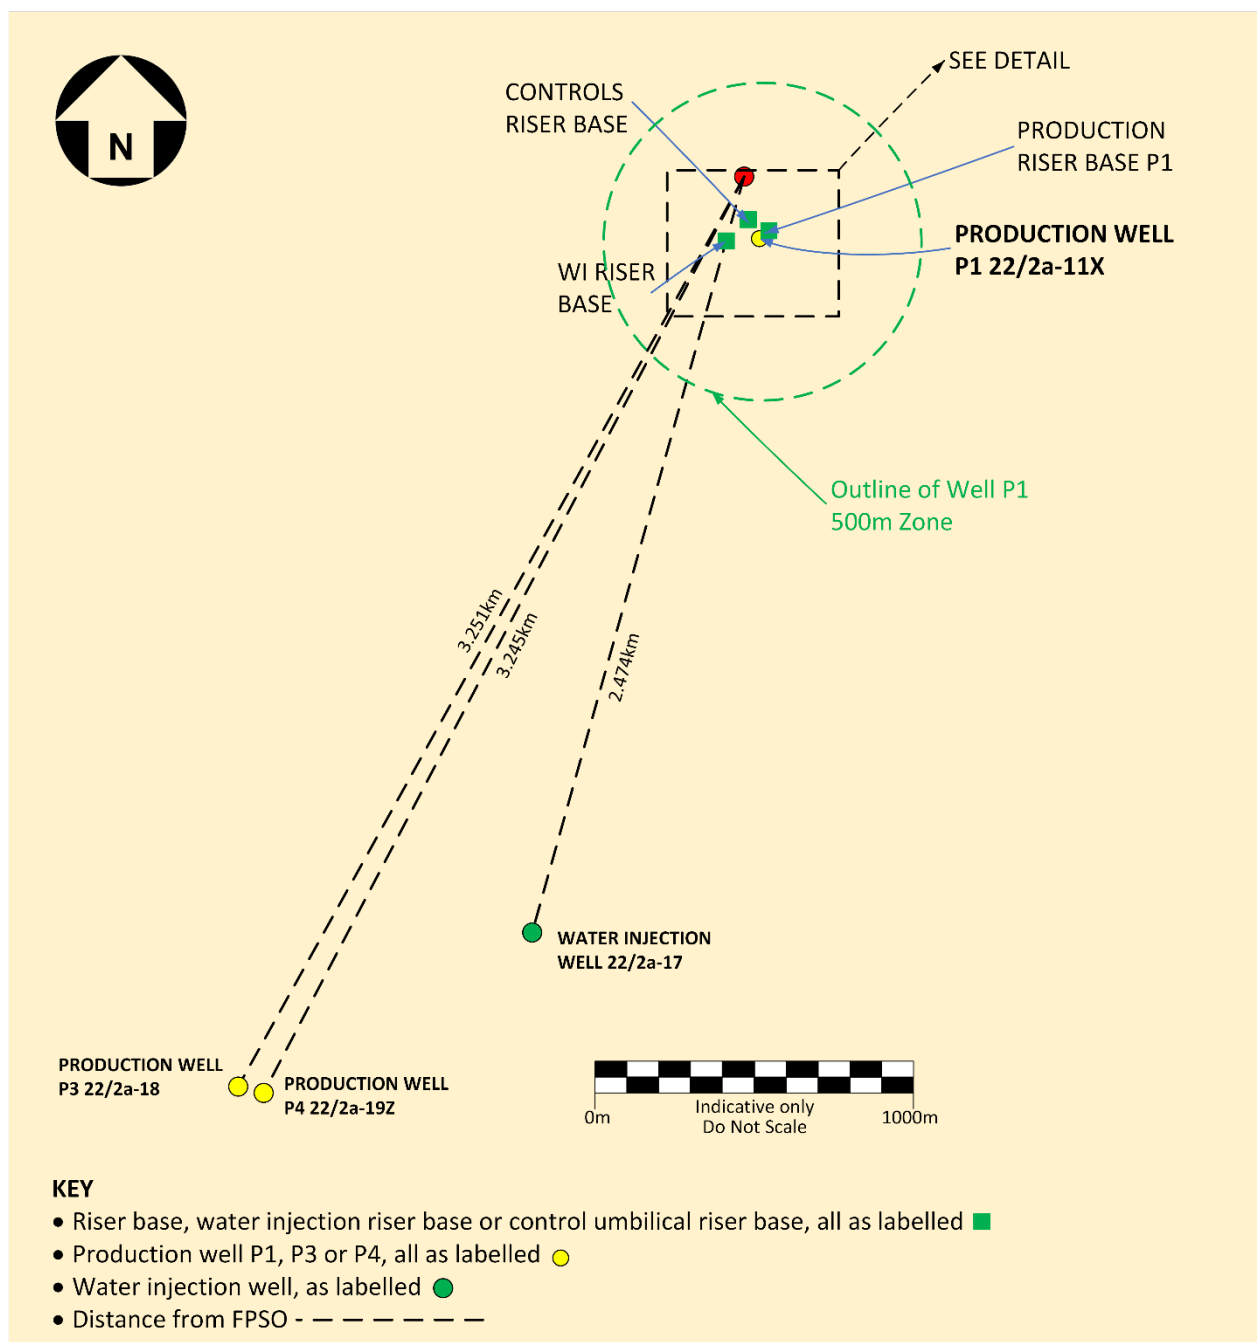 SEE DETAIL
CONTROLS
RISER BASE
PRODUCTION
RISER BASE P1
N
PRODUCTION WELL
P1 22/2a-11X
WI RISER
BASE
Outline of Well P1
500m Zone
3.251km
3.245km
2.474km
WATER INJECTION
WELL 22/2a-17
PRODUCTION WELL
P3 22/2a-18
PRODUCTION WELL
P4 22/2a-19Z
0m
Indicative only
Do Not Scale
1000m
KEY
• Riser base, water injection riser base or control umbilical riser base, all as labelled
• Production well P1, P3 or P4, all as labelled
• Water injection well, as labelled
• Distance from FPSO